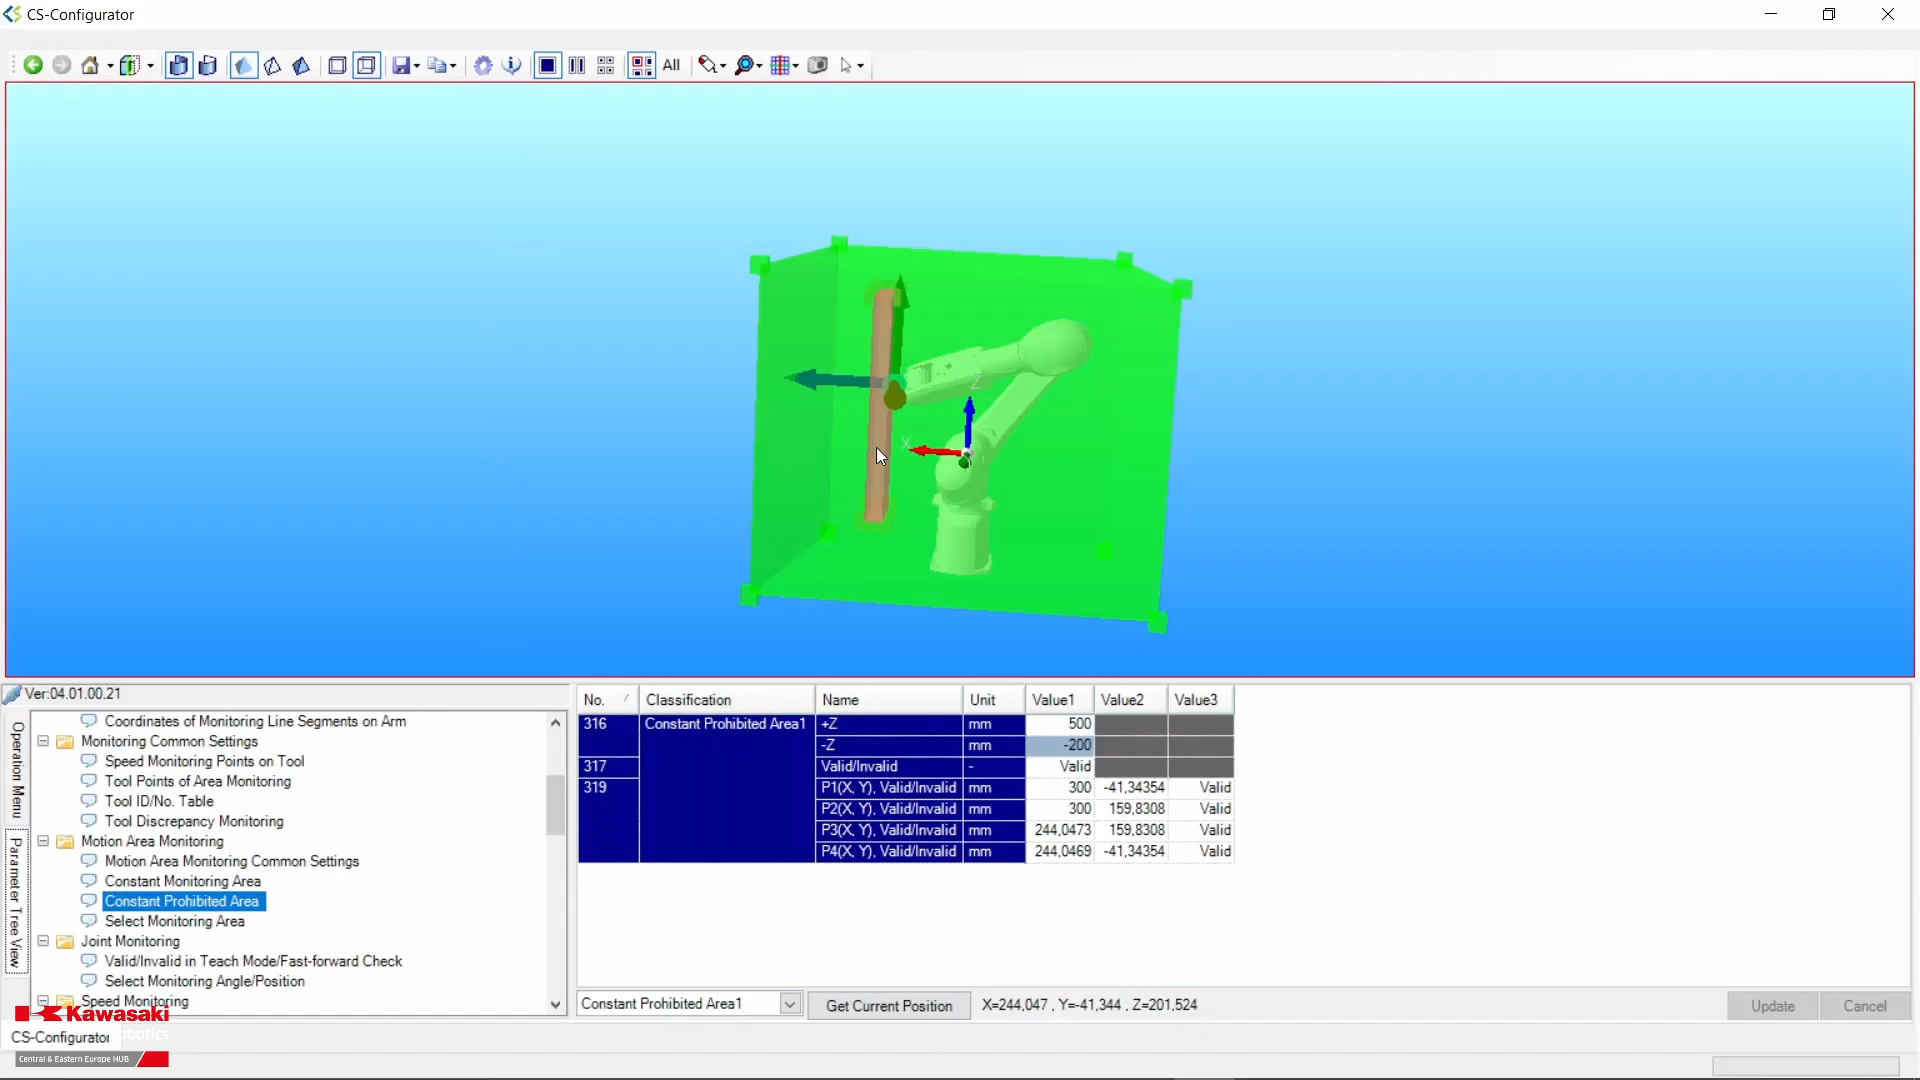 CS-Configurator
All
Z
X
Ver:04.01.00.21
Operation Menu
Parameter Tree View
Coordinates of Monitoring Line Segments on Arm
Monitoring Common Settings
Speed Monitoring Points on Tool
Tool Points of Area Monitoring
Tool ID/No. Table
Tool Discrepancy Monitoring
Motion Area Monitoring
Motion Area Monitoring Common Settings
Constant Monitoring Area
Constant Prohibited Area
Select Monitoring Area
Joint Monitoring
Valid/Invalid in Teach Mode/Fast-forward Check
Select Monitoring Angle/Position
Speed Monitoring
No. Classification Name Unit Value1 Value2 Value3
316 Constant Prohibited Area1 +Z mm 500
-Z mm -200
317 Valid/Invalid - Valid
319 P1(X, Y), Valid/Invalid mm 300 -41,34354 Valid
P2(X, Y), Valid/Invalid mm 300 159,8308 Valid
P3(X, Y), Valid/Invalid mm 244,0473 159,8308 Valid
P4(X, Y), Valid/Invalid mm 244,0469 -41,34354 Valid
Constant Prohibited Area1 Get Current Position X=244,047 , Y=-41,344 , Z=201,524 Update Cancel
Kawasaki
Robotics
CS-Configurator
Central & Eastern Europe HUB